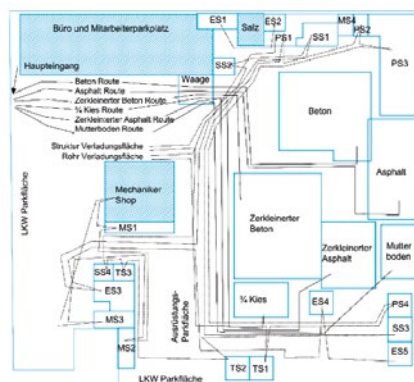 Büro und Mitarbeiterparkplatz
ES1
Salz
ES2
PS1
SS1
MS4
PS2
Haupteingang
SS2
PS3
Waage
Beton Route
Asphalt Route
Zerkleinerter Beton Route
¾ Kies Route
Zerkleinerter Asphalt Route
Mutterboden Route
Beton
Struktur Verladungsfläche
Rohr Verladungsfläche
Asphalt
Mechaniker
Shop
LKW Parkfläche
MS1
Zerkleinerter
Beton
Zerkleinerter
Asphalt
Mutter
boden
SS4
TS3
ES3
¾ Kies
ES4
PS4
MS3
SS3
Ausrüstungs-
Parkfläche
MS2
ES5
TS2
TS1
LKW Parkfläche